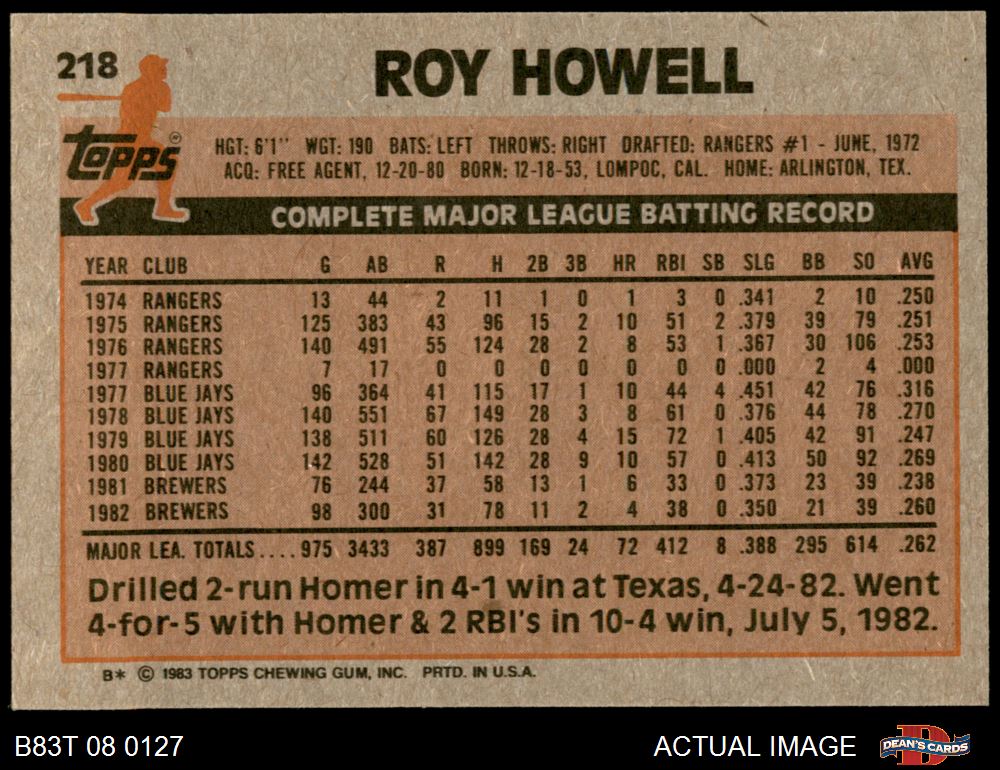 218
ROY HOWELL
Topps
HGT: 6'1" WGT: 190 BATS: LEFT THROWS: RIGHT DRAFTED: RANGERS #1 - JUNE, 1972
ACQ: FREE AGENT, 12-20-80 BORN: 12-18-53, LOMPOC, CAL. HOME: ARLINGTON, TEX.
COMPLETE MAJOR LEAGUE BATTING RECORD
YEAR CLUB G AB R H 2B 3B HR RBI SB SLG BB SO AVG
1974 RANGERS 13 44 2 11 1 0 1 3 0 .341 2 10 .250
1975 RANGERS 125 383 43 96 15 2 10 51 2 .379 39 79 .251
1976 RANGERS 140 491 55 124 28 2 8 53 1 .367 30 106 .253
1977 RANGERS 7 17 0 0 0 0 0 0 0 .000 2 4 .000
1977 BLUE JAYS 96 364 41 115 17 1 10 44 4 .451 42 76 .316
1978 BLUE JAYS 140 551 67 149 28 3 8 61 0 .376 44 78 .270
1979 BLUE JAYS 138 511 60 126 28 4 15 72 1 .405 42 91 .247
1980 BLUE JAYS 142 528 51 142 28 9 10 57 0 .413 50 92 .269
1981 BREWERS 76 244 37 58 13 1 6 33 0 .373 23 39 .238
1982 BREWERS 98 300 31 78 11 2 4 38 0 .350 21 39 .260
MAJOR LEA. TOTALS.... 975 3433 387 899 169 24 72 412 8 .388 295 614 .262
Drilled 2-run Homer in 4-1 win at Texas, 4-24-82. Went
4-for-5 with Homer & 2 RBI's in 10-4 win, July 5, 1982.
B* © 1983 TOPPS CHEWING GUM, INC. PRTD. IN U.S.A.
B83T 08 0127
ACTUAL IMAGE
DEAN'S CARDS